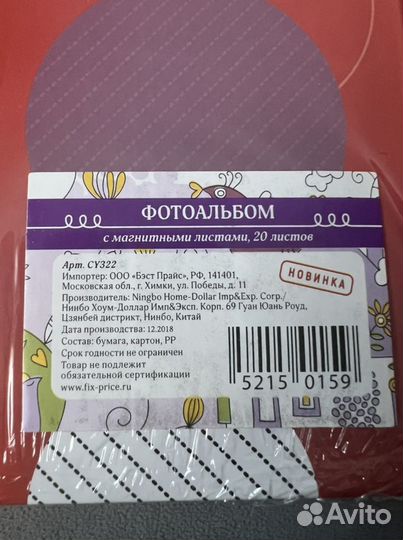 ФОТОАЛЬБОМ
с магнитными листами, 20 листов
Арт. CY322
Импортер: ООО «Бэст Прайс», РФ, 141401,
Московская обл., г. Химки, ул. Победы, д. 11
Производитель: Ningbo Home-Dollar Imp&Exp. Corp./
Нинбо Хоум-Доллар Имп&Эксп. Корп. 69 Гуан Юань Роуд,
Цзянбей дистрикт, Нинбо, Китай
Дата производства: 12.2018
Состав: бумага, картон, PP
Срок годности не ограничен
Товар не подлежит
обязательной сертификации
www.fix-price.ru
НОВИНКА
5215 0159
Avito